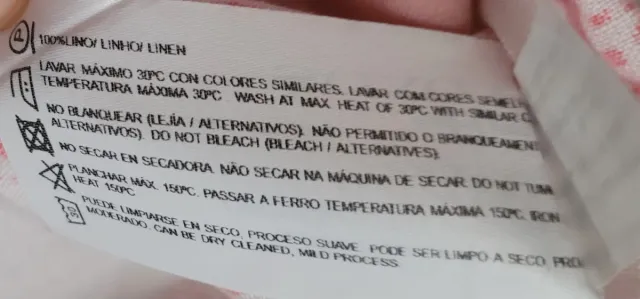 100%LINO/ LINHO/ LINEN
LAVAR MÁXIMO 30ºC CON COLORES SIMILARES. LAVAR COM CORES
TEMPERATURA MÁXIMA 30ºC. WASH AT MAX. HEAT OF 30ºC WITH SIMILAR
NO BLANQUEAR (LEJÍA / ALTERNATIVOS). NÃO PERMITIDO O
ALTERNATIVOS). DO NOT BLEACH (BLEACH / ALTERNATIVES).
NO SECAR EN SECADORA. NÃO SECAR NA MÁQUINA DE SECAR. DO NOT
PLANCHAR MÁX. 150ºC. PASSAR A FERRO TEMPERATURA MÁXIMA 150ºC. IRON
HEAT 150ºC
PUEDE LIMPIARSE EN SECO, PROCESO SUAVE. PODE SER LIMPO A SECO,
MODERADO. CAN BE DRY CLEANED, MILD PROCESS